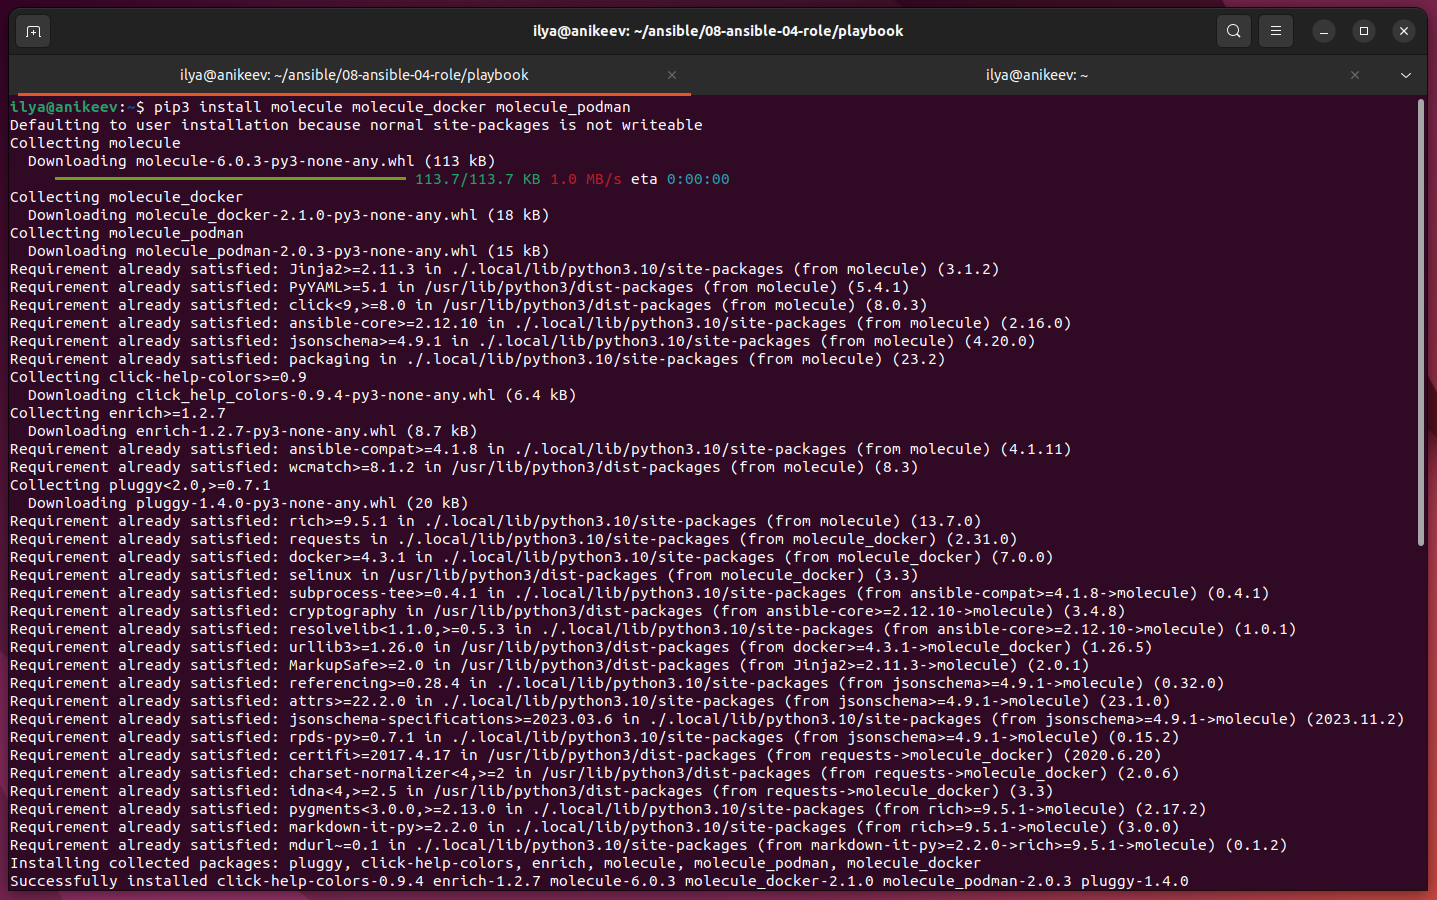 ilya@anikeev: ~/ansible/08-ansible-04-role/playbook
ilya@anikeev: ~/ansible/08-ansible-04-role/playbook
ilya@anikeev: ~
ilya@anikeev:~$ pip3 install molecule molecule_docker molecule_podman
Defaulting to user installation because normal site-packages is not writeable
Collecting molecule
  Downloading molecule-6.0.3-py3-none-any.whl (113 kB)
113.7/113.7 KB 1.0 MB/s eta 0:00:00
Collecting molecule_docker
  Downloading molecule_docker-2.1.0-py3-none-any.whl (18 kB)
Collecting molecule_podman
  Downloading molecule_podman-2.0.3-py3-none-any.whl (15 kB)
Requirement already satisfied: Jinja2>=2.11.3 in ./.local/lib/python3.10/site-packages (from molecule) (3.1.2)
Requirement already satisfied: PyYAML>=5.1 in /usr/lib/python3/dist-packages (from molecule) (5.4.1)
Requirement already satisfied: click<9,>=8.0 in /usr/lib/python3/dist-packages (from molecule) (8.0.3)
Requirement already satisfied: ansible-core>=2.12.10 in ./.local/lib/python3.10/site-packages (from molecule) (2.16.0)
Requirement already satisfied: jsonschema>=4.9.1 in ./.local/lib/python3.10/site-packages (from molecule) (4.20.0)
Requirement already satisfied: packaging in ./.local/lib/python3.10/site-packages (from molecule) (23.2)
Collecting click-help-colors>=0.9
  Downloading click_help_colors-0.9.4-py3-none-any.whl (6.4 kB)
Collecting enrich>=1.2.7
  Downloading enrich-1.2.7-py3-none-any.whl (8.7 kB)
Requirement already satisfied: ansible-compat>=4.1.8 in ./.local/lib/python3.10/site-packages (from molecule) (4.1.11)
Requirement already satisfied: wcmatch>=8.1.2 in /usr/lib/python3/dist-packages (from molecule) (8.3)
Collecting pluggy<2.0,>=0.7.1
  Downloading pluggy-1.4.0-py3-none-any.whl (20 kB)
Requirement already satisfied: rich>=9.5.1 in ./.local/lib/python3.10/site-packages (from molecule) (13.7.0)
Requirement already satisfied: requests in ./.local/lib/python3.10/site-packages (from molecule_docker) (2.31.0)
Requirement already satisfied: docker>=4.3.1 in ./.local/lib/python3.10/site-packages (from molecule_docker) (7.0.0)
Requirement already satisfied: selinux in /usr/lib/python3/dist-packages (from molecule_docker) (3.3)
Requirement already satisfied: subprocess-tee>=0.4.1 in ./.local/lib/python3.10/site-packages (from ansible-compat>=4.1.8->molecule) (0.4.1)
Requirement already satisfied: cryptography in /usr/lib/python3/dist-packages (from ansible-core>=2.12.10->molecule) (3.4.8)
Requirement already satisfied: resolvelib<1.1.0,>=0.5.3 in ./.local/lib/python3.10/site-packages (from ansible-core>=2.12.10->molecule) (1.0.1)
Requirement already satisfied: urllib3>=1.26.0 in /usr/lib/python3/dist-packages (from docker>=4.3.1->molecule_docker) (1.26.5)
Requirement already satisfied: MarkupSafe>=2.0 in /usr/lib/python3/dist-packages (from Jinja2>=2.11.3->molecule) (2.0.1)
Requirement already satisfied: referencing>=0.28.4 in ./.local/lib/python3.10/site-packages (from jsonschema>=4.9.1->molecule) (0.32.0)
Requirement already satisfied: attrs>=22.2.0 in ./.local/lib/python3.10/site-packages (from jsonschema>=4.9.1->molecule) (23.1.0)
Requirement already satisfied: jsonschema-specifications>=2023.03.6 in ./.local/lib/python3.10/site-packages (from jsonschema>=4.9.1->molecule) (2023.11.2)
Requirement already satisfied: rpds-py>=0.7.1 in ./.local/lib/python3.10/site-packages (from jsonschema>=4.9.1->molecule) (0.15.2)
Requirement already satisfied: certifi>=2017.4.17 in /usr/lib/python3/dist-packages (from requests->molecule_docker) (2020.6.20)
Requirement already satisfied: charset-normalizer<4,>=2 in /usr/lib/python3/dist-packages (from requests->molecule_docker) (2.0.6)
Requirement already satisfied: idna<4,>=2.5 in /usr/lib/python3/dist-packages (from requests->molecule_docker) (3.3)
Requirement already satisfied: pygments<3.0.0,>=2.13.0 in ./.local/lib/python3.10/site-packages (from rich>=9.5.1->molecule) (2.17.2)
Requirement already satisfied: markdown-it-py>=2.2.0 in ./.local/lib/python3.10/site-packages (from rich>=9.5.1->molecule) (3.0.0)
Requirement already satisfied: mdurl~=0.1 in ./.local/lib/python3.10/site-packages (from markdown-it-py>=2.2.0->rich>=9.5.1->molecule) (0.1.2)
Installing collected packages: pluggy, click-help-colors, enrich, molecule, molecule_podman, molecule_docker
Successfully installed click-help-colors-0.9.4 enrich-1.2.7 molecule-6.0.3 molecule_docker-2.1.0 molecule_podman-2.0.3 pluggy-1.4.0